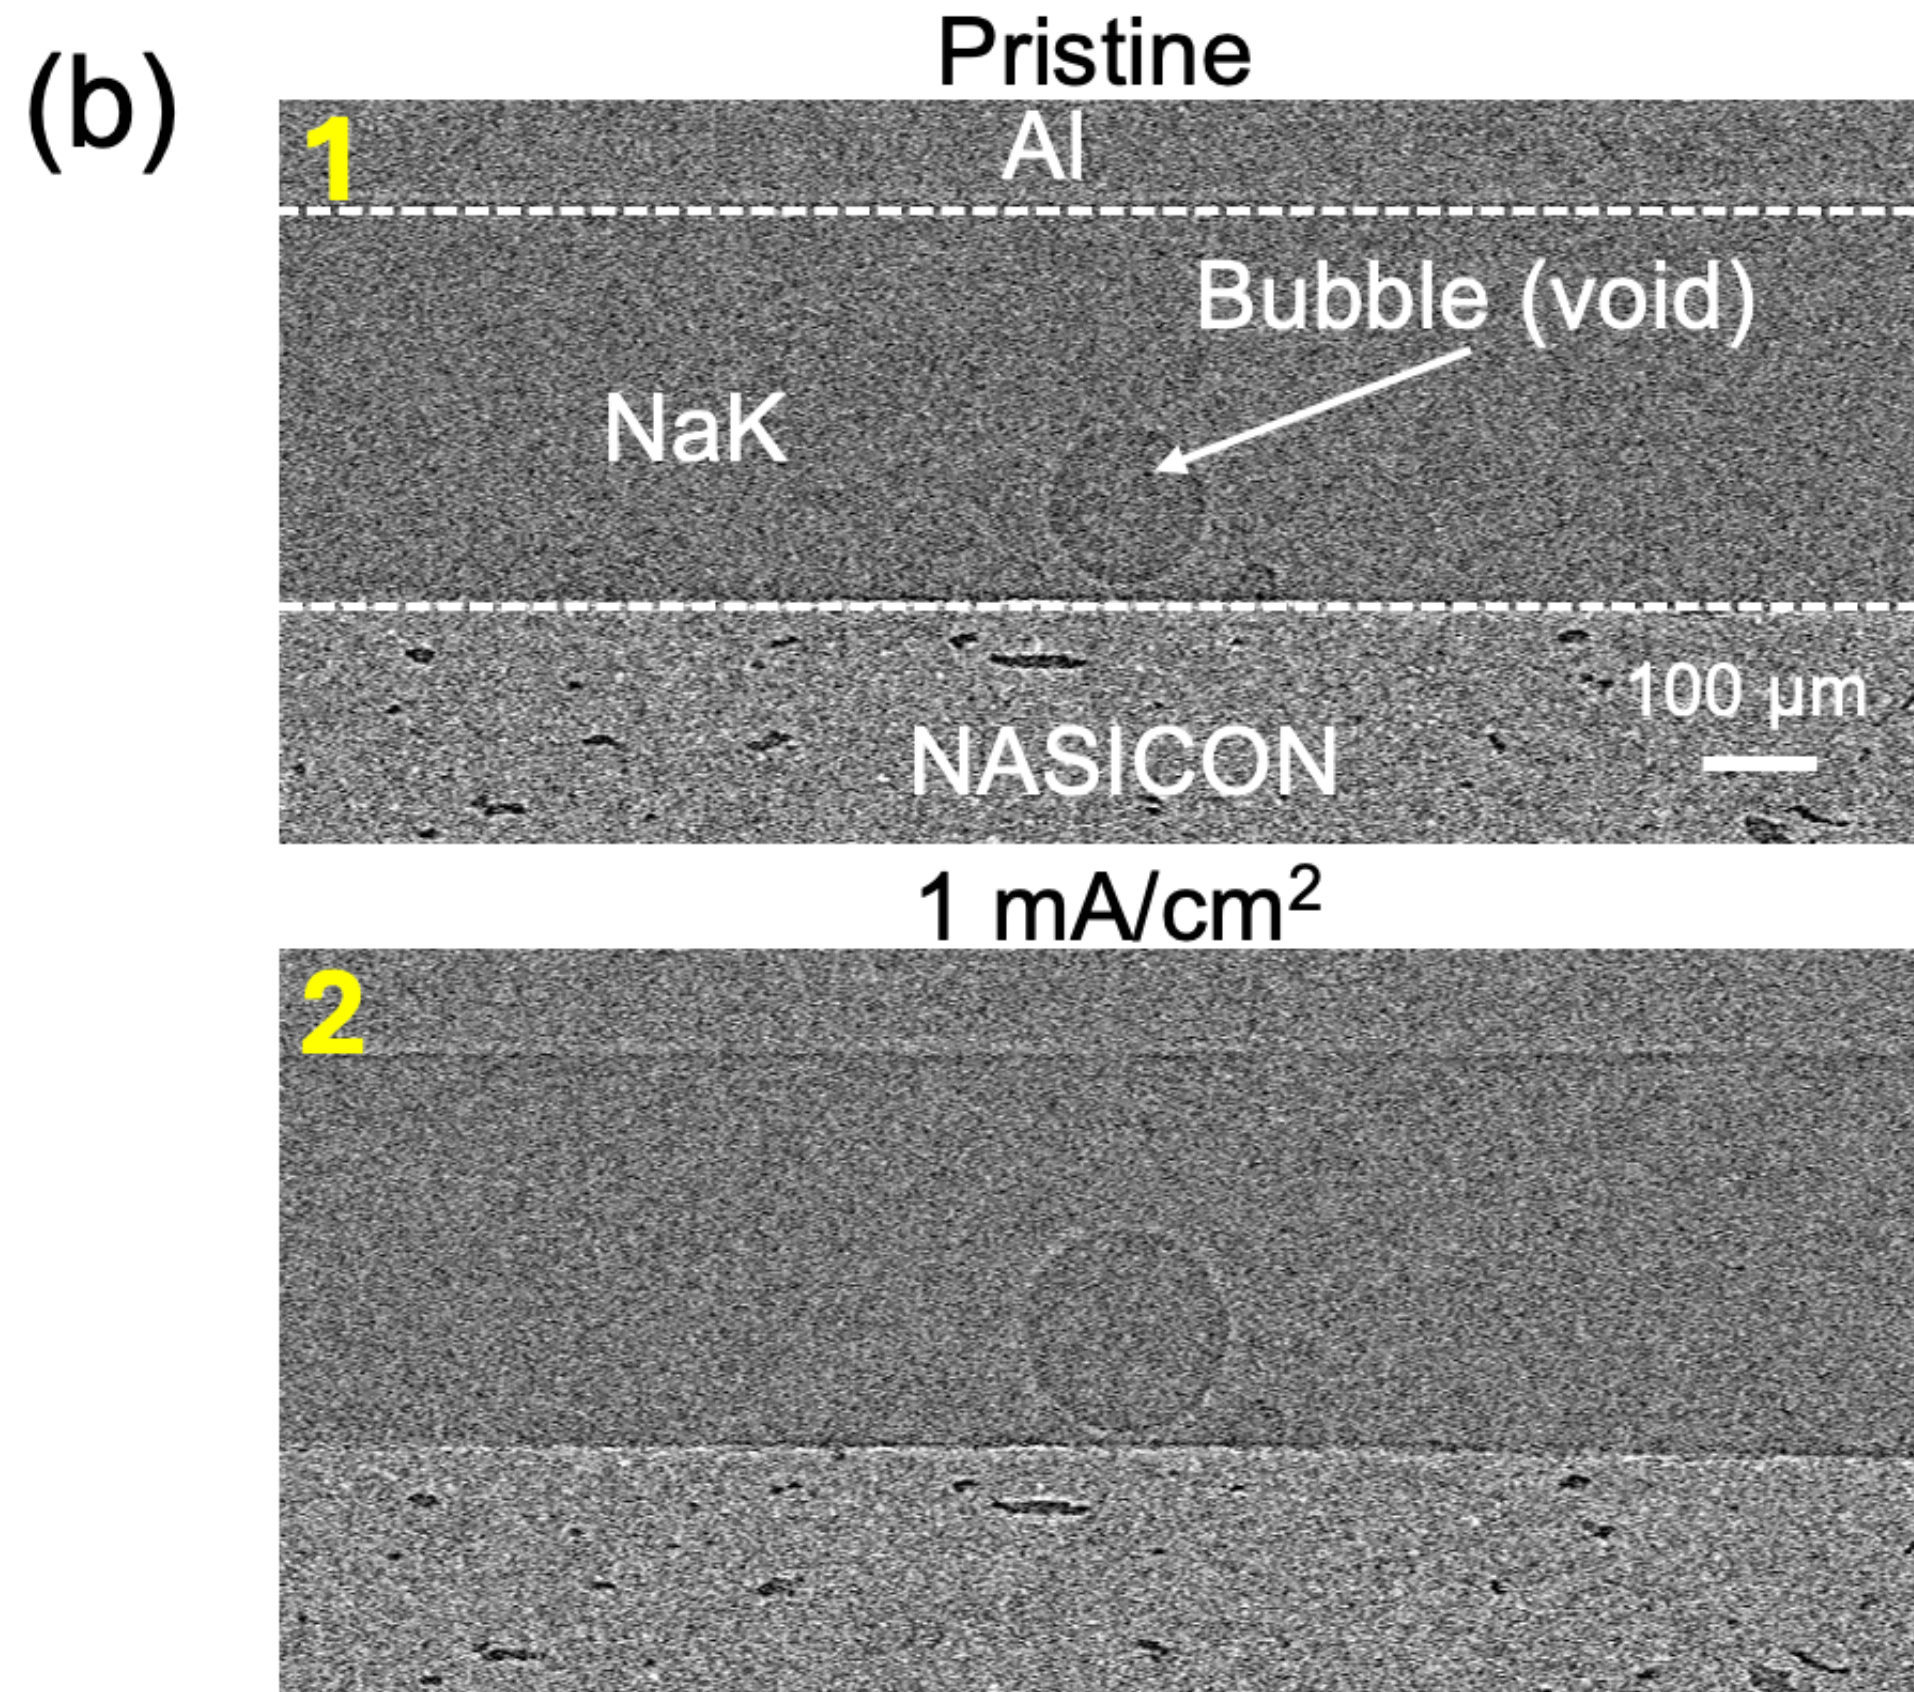 (b)
Pristine
1
Al
Bubble (void)
NaK
100 µm
NASICON
1 mA/cm²
2